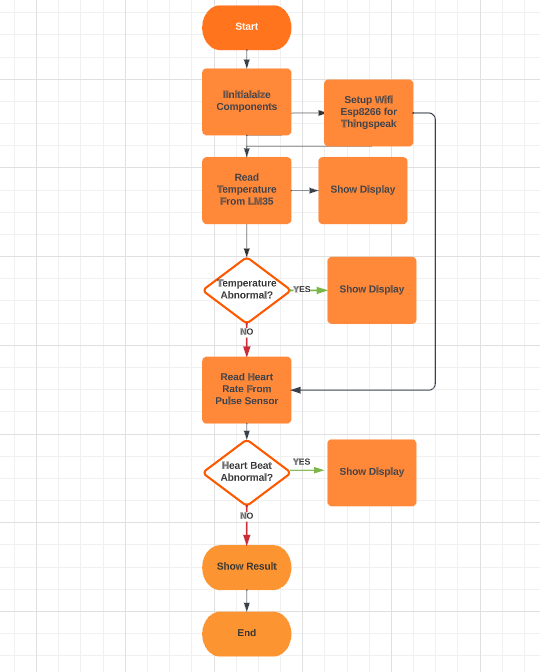 Start
IInitialaize
Components
Setup Wifi
Esp8266 for
Thingspeak
Read
Temperature
From LM35
Show Display
Temperature
Abnormal?
YES
Show Display
NO
Read Heart
Rate From
Pulse Sensor
Heart Beat
Abnormal?
YES
Show Display
NO
Show Result
End